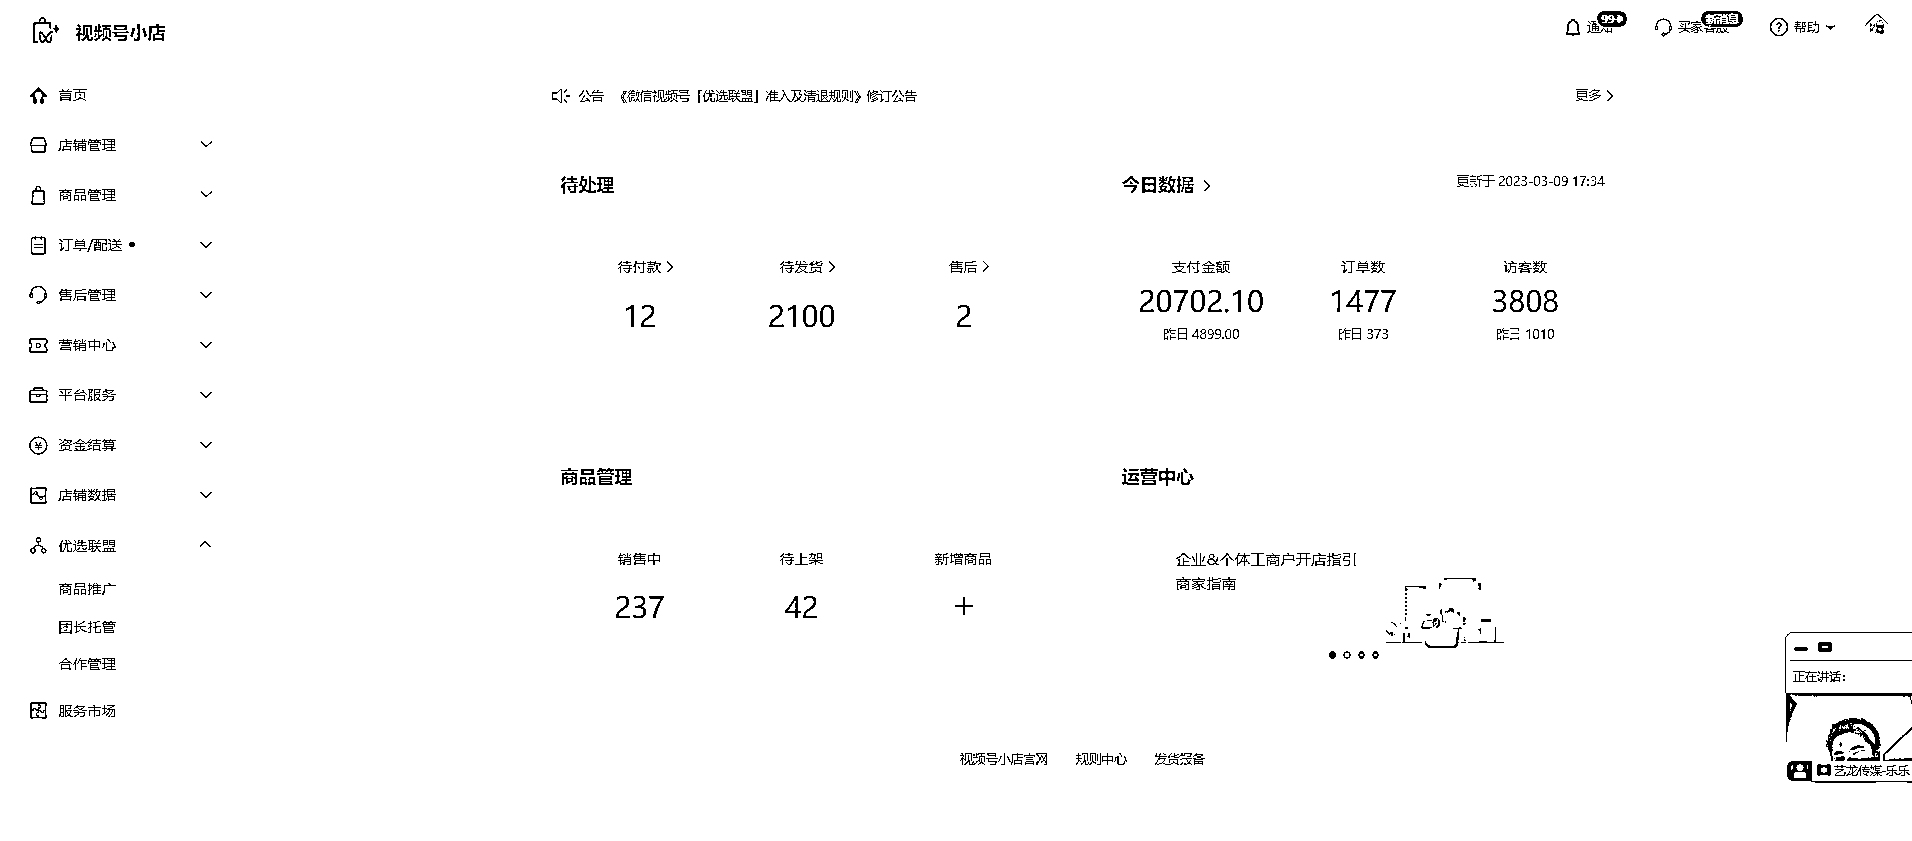 视频号小店
通知 99+
买家客服 新消息
帮助
首页
店铺管理
商品管理
订单/配送
售后管理
营销中心
平台服务
资金结算
店铺数据
优选联盟
商品推广
团长托管
合作管理
服务市场
公告 《微信视频号「优选联盟」准入及清退规则》修订公告
更多
待处理
待付款 待发货 售后
12 2100 2
今日数据
更新于 2023-03-09 17:34
支付金额 订单数 访客数
20702.10 1477 3808
昨日 4899.00 昨日 373 昨日 1010
商品管理
销售中 待上架 新增商品
237 42 +
运营中心
企业&个体工商户开店指引
商家指南
正在讲话:
艺龙传媒-乐乐
视频号小店官网 规则中心 发货报备